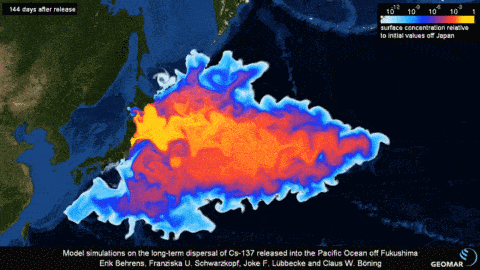 144 days after release
10⁻¹² 10⁻⁹ 10⁻⁶ 10⁻³ 1
surface concentration relative
to initial values off Japan
Model simulations on the long-term dispersal of Cs-137 released into the Pacific Ocean off Fukushima
Erik Behrens, Franziska U. Schwarzkopf, Joke F. Lübbecke and Claus W. Böning
GEOMAR